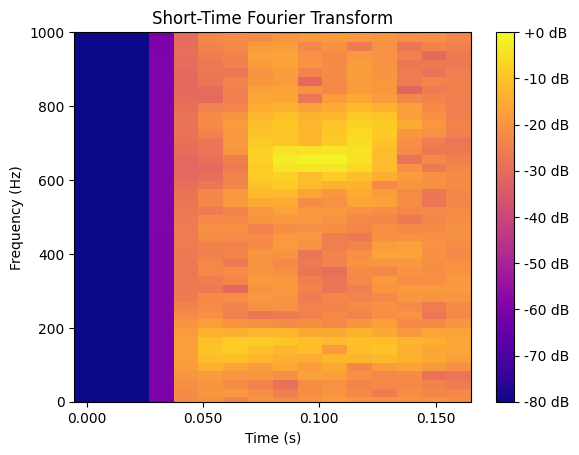 Short-Time Fourier Transform
Frequency (Hz)
1000
800
600
400
200
0
0.000
0.050
0.100
0.150
Time (s)
+0 dB
-10 dB
-20 dB
-30 dB
-40 dB
-50 dB
-60 dB
-70 dB
-80 dB